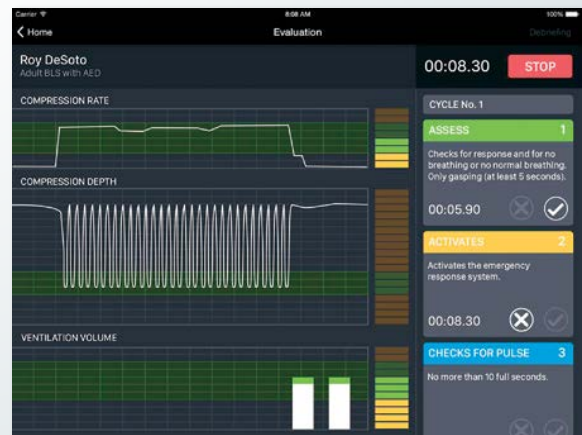 Carrier 8:08 AM 100%
Home Evaluation Debriefing
Roy DeSoto
Adult BLS with AED
00:08.30 STOP
COMPRESSION RATE
COMPRESSION DEPTH
VENTILATION VOLUME
CYCLE No. 1
ASSESS 1
Checks for response and for no
breathing or no normal breathing.
Only gasping (at least 5 seconds).
00:05.90
ACTIVATES 2
Activates the emergency
response system.
00:08.30
CHECKS FOR PULSE 3
No more than 10 full seconds.